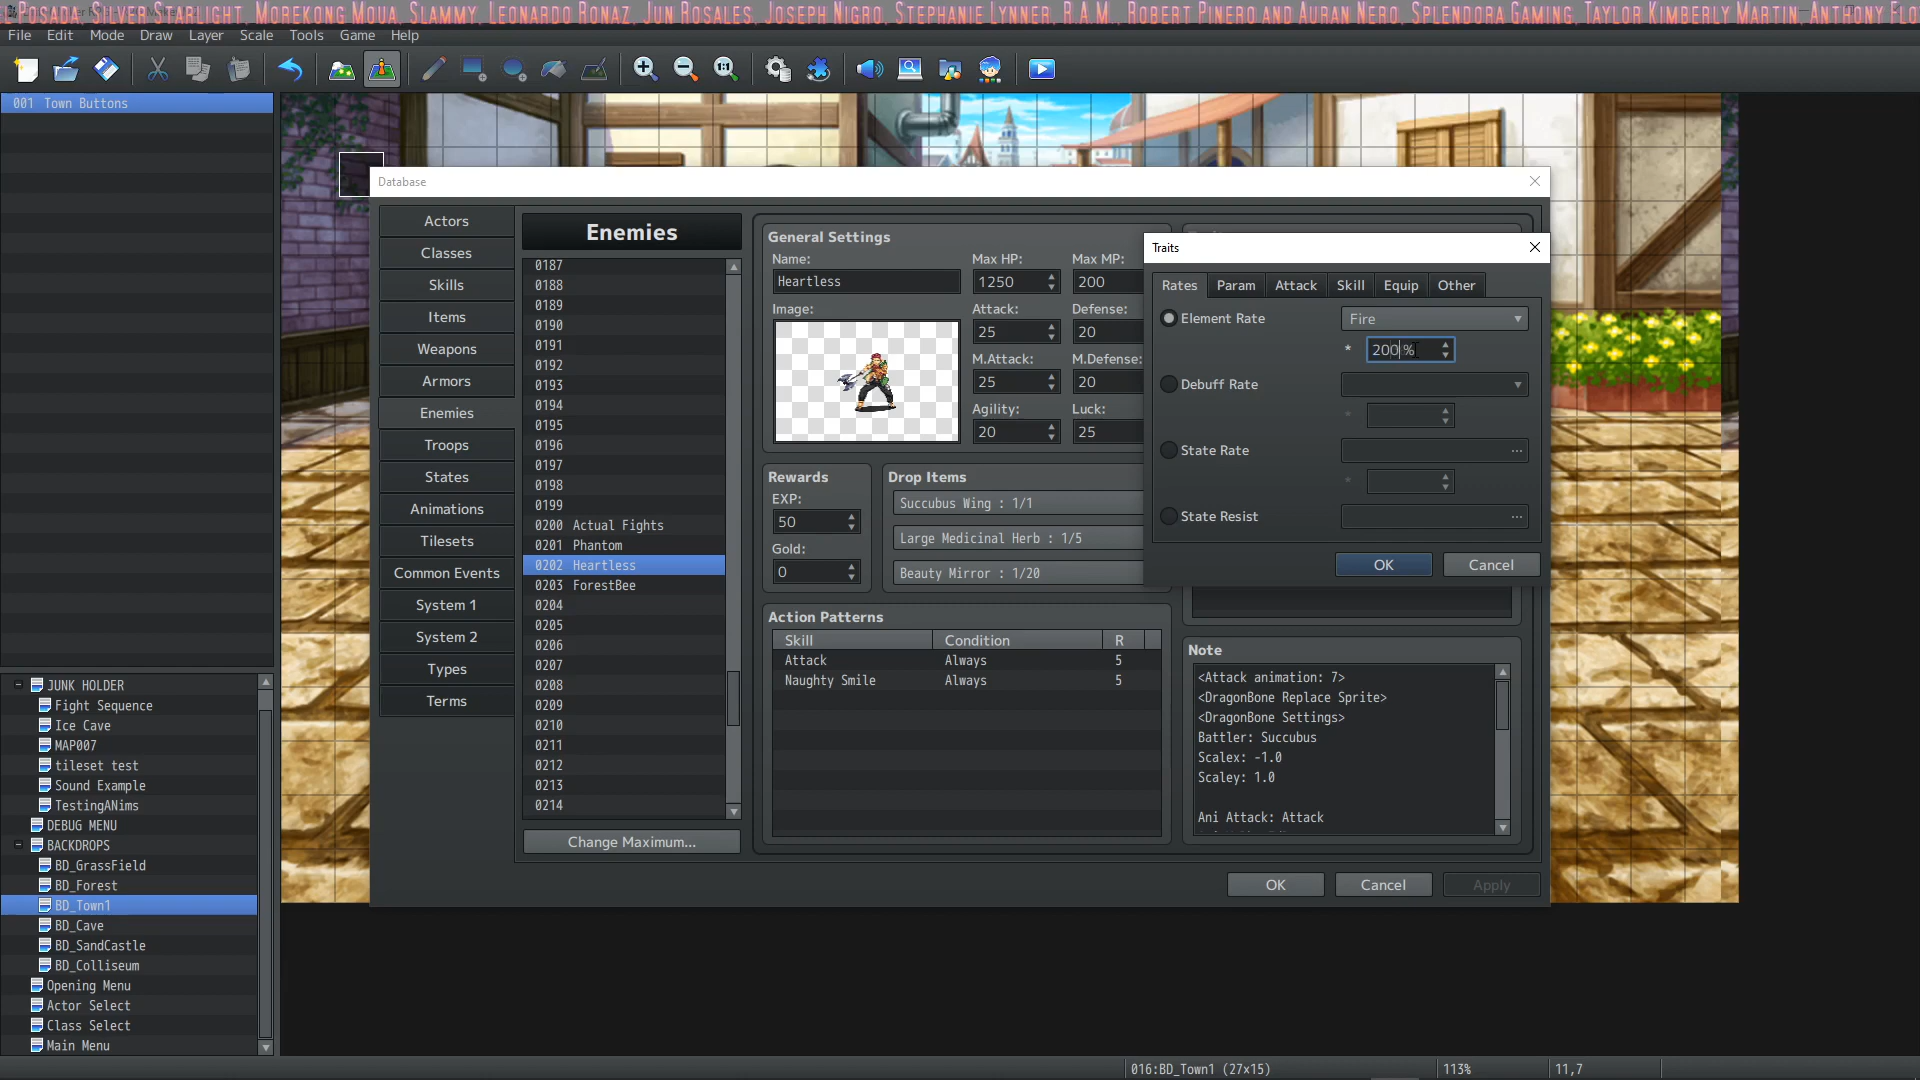 Posada, Silver Starlight, Morekong Moua, Slammy, Leonardo Bonaz, Jun Rosales, Joseph Nigro, Stephanie Lynner, R.A.M., Robert Pinero and Auran Nero, Splendora Gaming, Taylor Kimberly Martin, Anthony Flo
File Edit Mode Draw Layer Scale Tools Game Help
001 Town Buttons
Database
Actors
Classes
Skills
Items
Weapons
Armors
Enemies
Troops
States
Animations
Tilesets
Common Events
System 1
System 2
Types
Terms
Enemies
0187
0188
0189
0190
0191
0192
0193
0194
0195
0196
0197
0198
0199
0200 Actual Fights
0201 Phantom
0202 Heartless
0203 ForestBee
0204
0205
0206
0207
0208
0209
0210
0211
0212
0213
0214
Change Maximum...
General Settings
Name:
Heartless
Image:
Max HP: Max MP:
1250 200
Attack: Defense:
25 20
M.Attack: M.Defense:
25 20
Agility: Luck:
20 25
Rewards
EXP:
50
Gold:
0
Drop Items
Succubus Wing : 1/1
Large Medicinal Herb : 1/5
Beauty Mirror : 1/20
Action Patterns
Skill Condition R
Attack Always 5
Naughty Smile Always 5
Traits
Rates Param Attack Skill Equip Other
Element Rate Fire
* 200 %
Debuff Rate
*
State Rate ...
*
State Resist ...
OK Cancel
Note
<Attack animation: 7>
<DragonBone Replace Sprite>
<DragonBone Settings>
Battler: Succubus
Scalex: -1.0
Scaley: 1.0
Ani Attack: Attack
OK Cancel Apply
JUNK HOLDER
Fight Sequence
Ice Cave
MAP007
tileset test
Sound Example
TestingANims
DEBUG MENU
BACKDROPS
BD_GrassField
BD_Forest
BD_Town1
BD_Cave
BD_SandCastle
BD_Colliseum
Opening Menu
Actor Select
Class Select
Main Menu
016:BD_Town1 (27x15) 113% 11,7